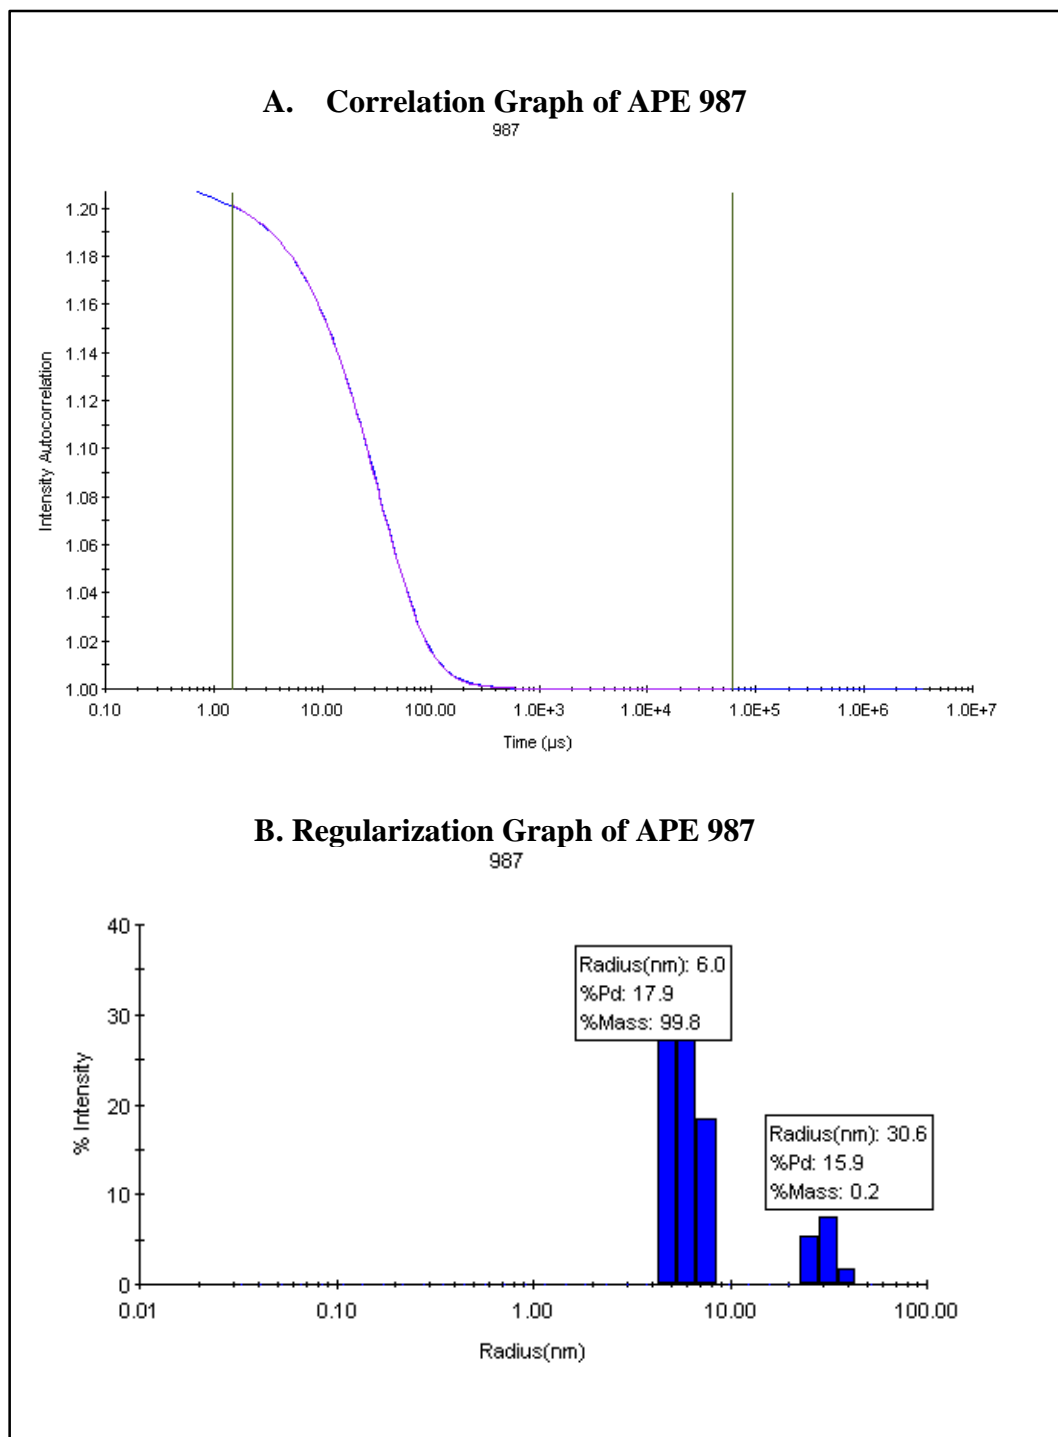 A. Correlation Graph of APE 987
987
1.20
1.18
1.16
1.14
1.12
1.10
1.08
1.06
1.04
1.02
1.00
Intensity Autocorrelation
0.10 1.00 10.00 100.00 1.0E+3 1.0E+4 1.0E+5 1.0E+6 1.0E+7
Time (µs)
B. Regularization Graph of APE 987
987
40
30
20
10
0
% Intensity
Radius(nm): 6.0
%Pd: 17.9
%Mass: 99.8
Radius(nm): 30.6
%Pd: 15.9
%Mass: 0.2
0.01 0.10 1.00 10.00 100.00
Radius(nm)